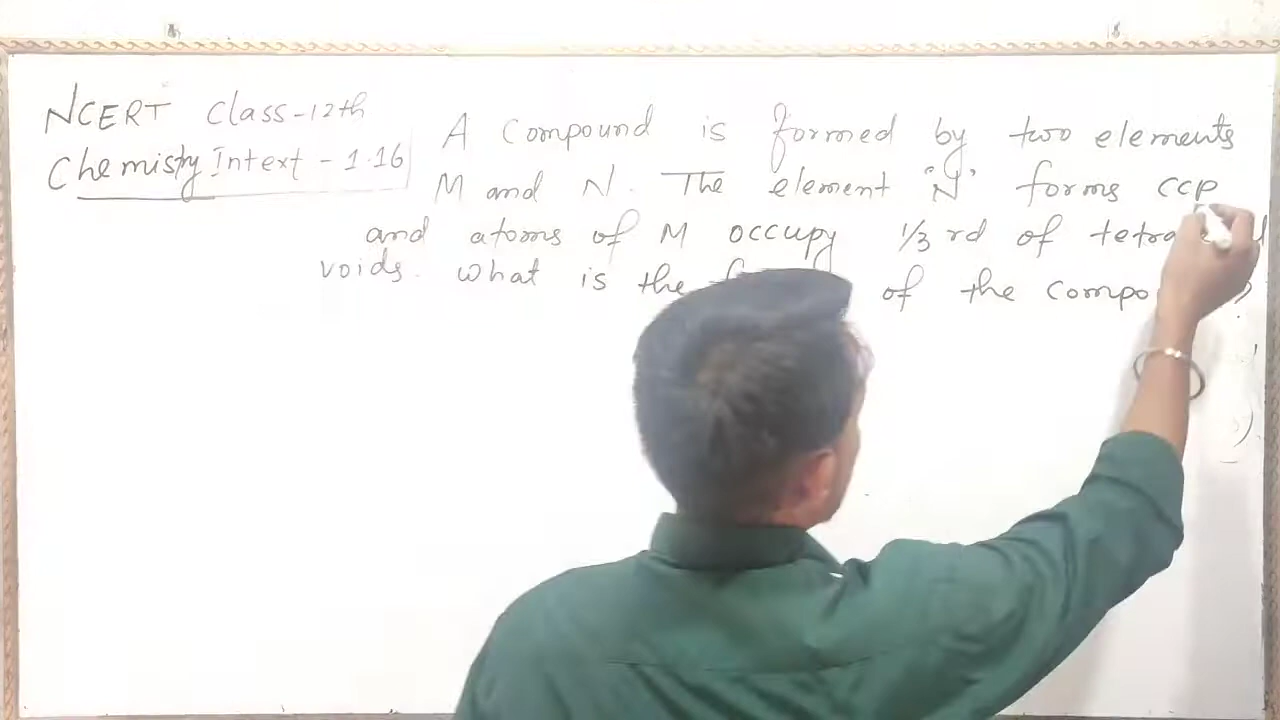 NCERT Class-12th
Chemistry Intext - 1.16
A Compound is formed by two elements
M and N. The element "N" forms CCP
and atoms of M occupy 1/3 rd of
voids. what is the of the